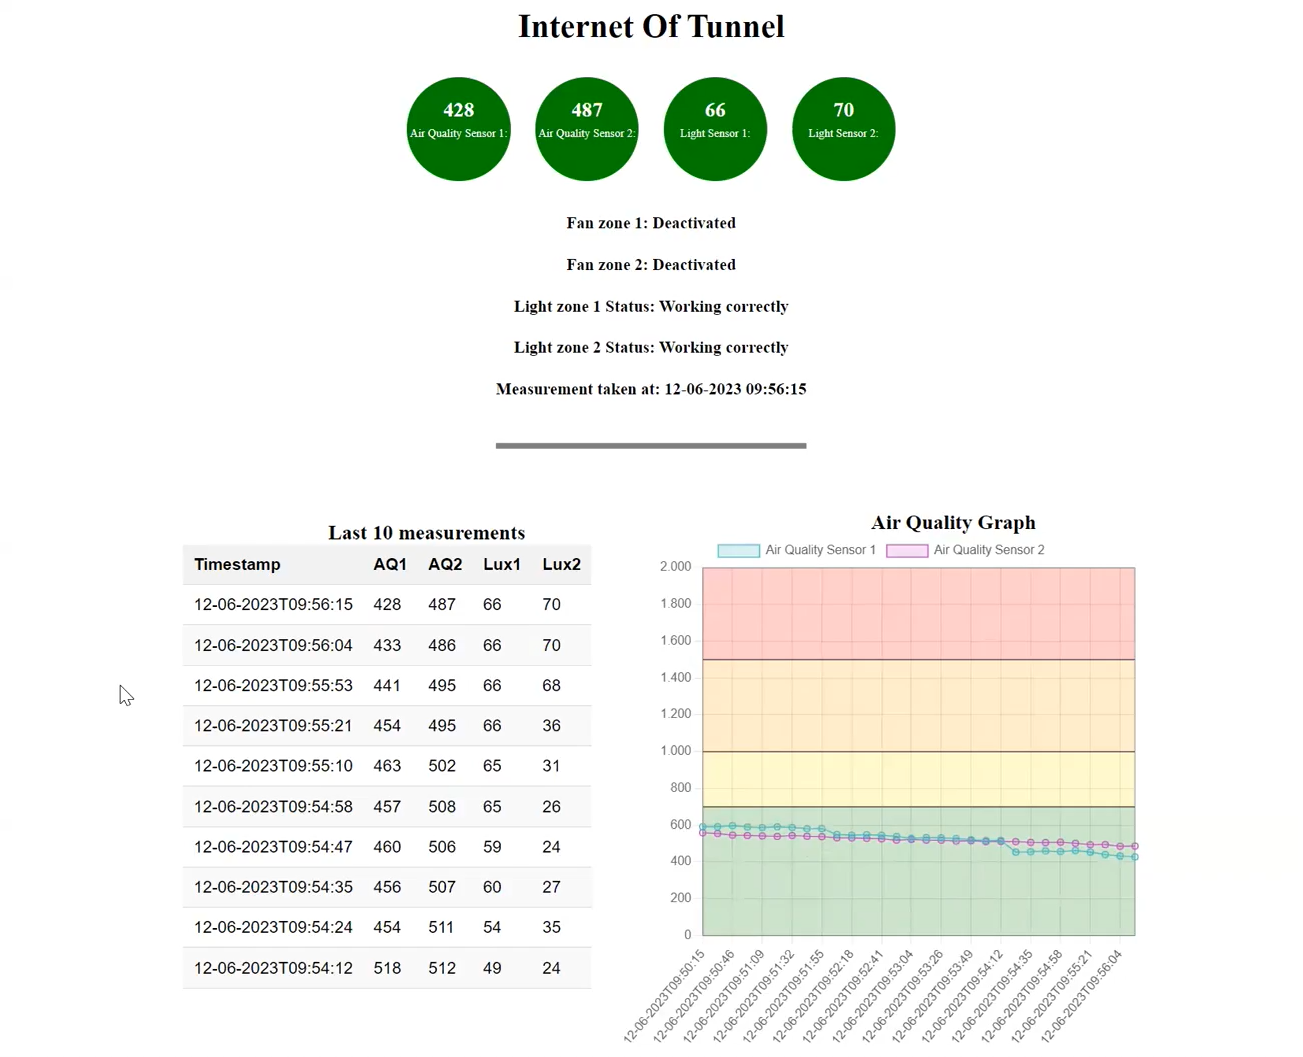 Internet Of Tunnel
428
Air Quality Sensor 1:
487
Air Quality Sensor 2:
66
Light Sensor 1:
70
Light Sensor 2:
Fan zone 1: Deactivated
Fan zone 2: Deactivated
Light zone 1 Status: Working correctly
Light zone 2 Status: Working correctly
Measurement taken at: 12-06-2023 09:56:15
Last 10 measurements
Timestamp AQ1 AQ2 Lux1 Lux2
12-06-2023T09:56:15 428 487 66 70
12-06-2023T09:56:04 433 486 66 70
12-06-2023T09:55:53 441 495 66 68
12-06-2023T09:55:21 454 495 66 36
12-06-2023T09:55:10 463 502 65 31
12-06-2023T09:54:58 457 508 65 26
12-06-2023T09:54:47 460 506 59 24
12-06-2023T09:54:35 456 507 60 27
12-06-2023T09:54:24 454 511 54 35
12-06-2023T09:54:12 518 512 49 24
Air Quality Graph
Air Quality Sensor 1 Air Quality Sensor 2
2.000
1.800
1.600
1.400
1.200
1.000
800
600
400
200
0
12-06-2023T09:50:15
12-06-2023T09:50:46
12-06-2023T09:51:09
12-06-2023T09:51:32
12-06-2023T09:51:55
12-06-2023T09:52:18
12-06-2023T09:52:41
12-06-2023T09:53:04
12-06-2023T09:53:26
12-06-2023T09:53:49
12-06-2023T09:54:12
12-06-2023T09:54:35
12-06-2023T09:54:58
12-06-2023T09:55:21
12-06-2023T09:56:04